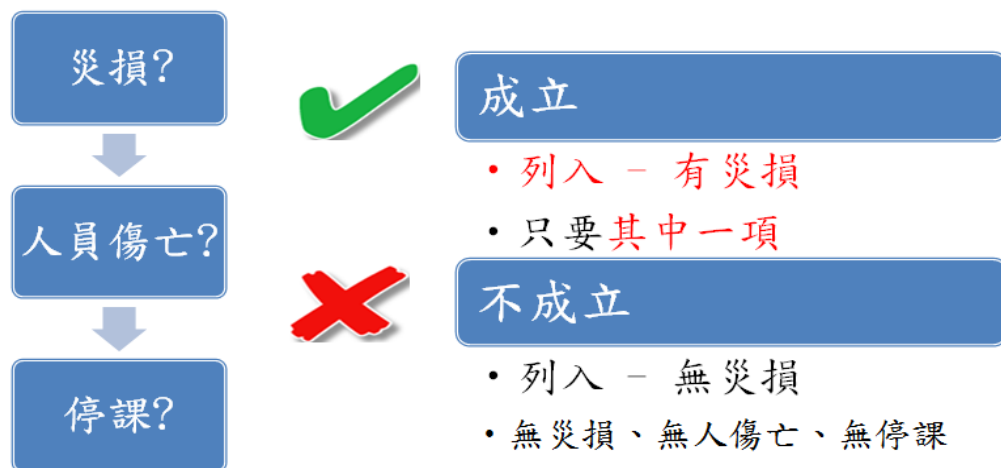 災損?
人員傷亡?
停課?
成立
• 列入 － 有災損
• 只要其中一項
不成立
• 列入 － 無災損
• 無災損、無人傷亡、無停課